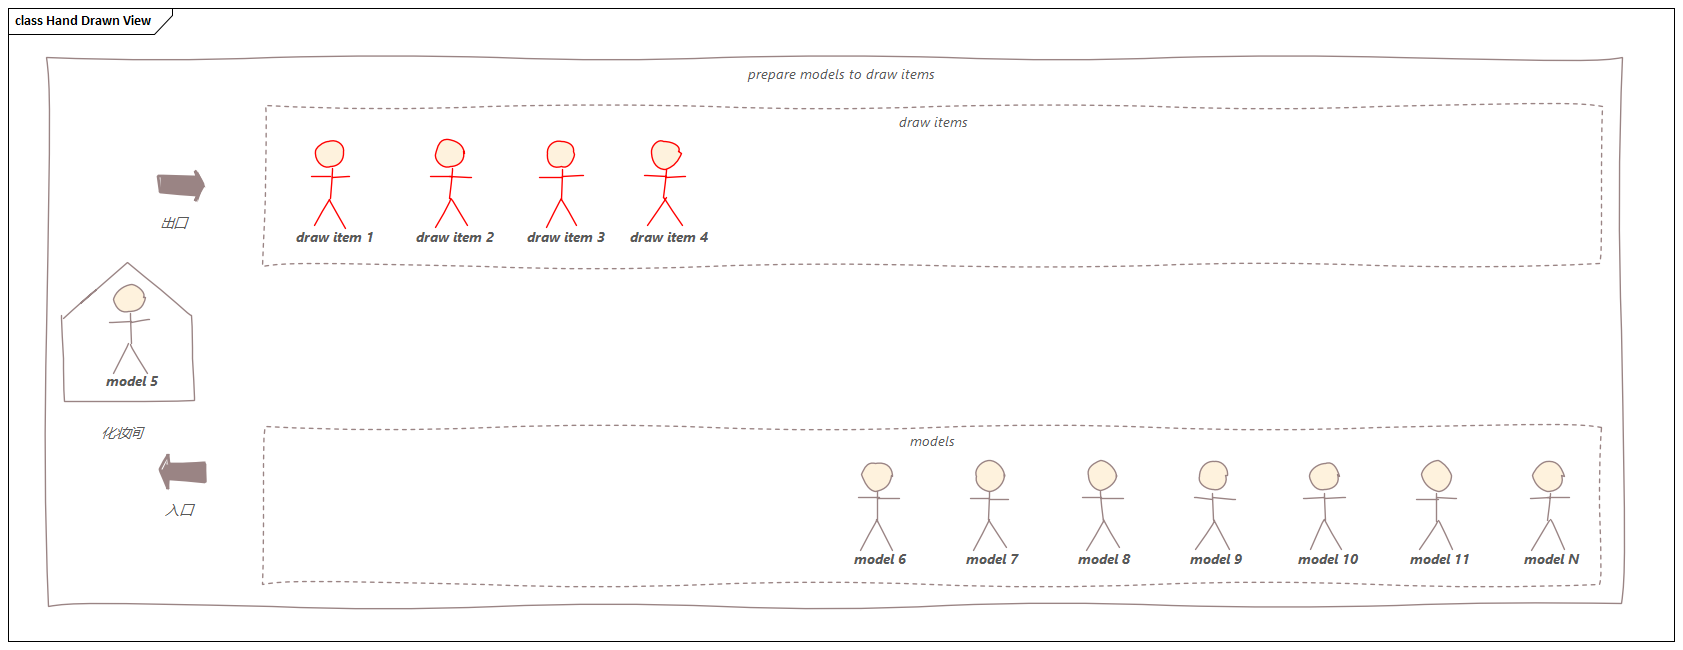 class Hand Drawn View
prepare models to draw items
draw items
draw item 1
draw item 2
draw item 3
draw item 4
出口
model 5
化妆间
入口
models
model 6
model 7
model 8
model 9
model 10
model 11
model N